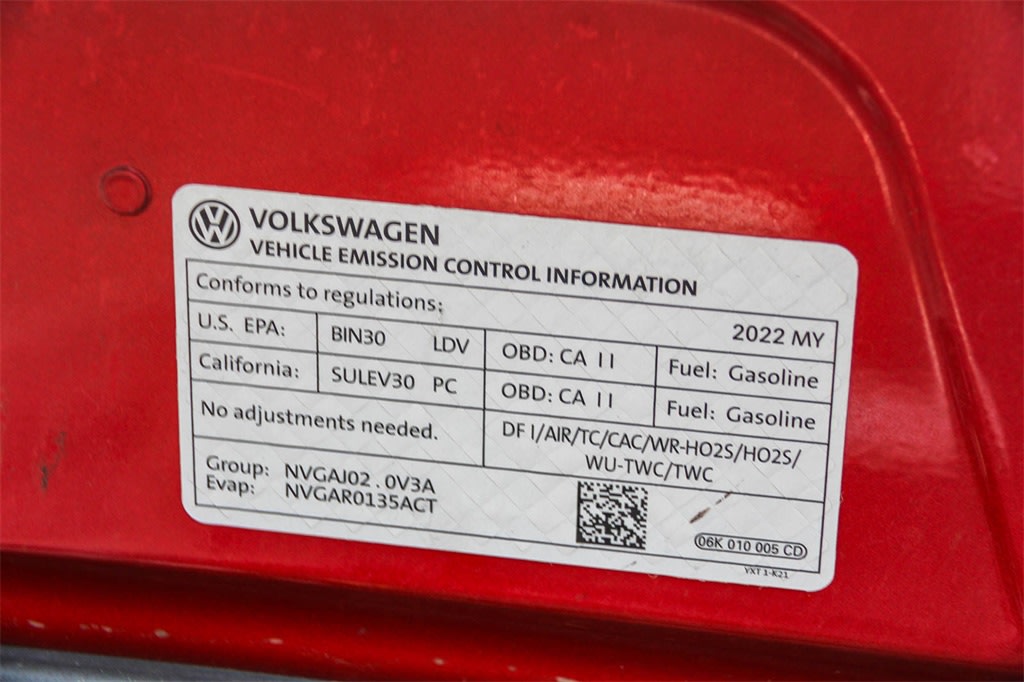 VOLKSWAGEN
VEHICLE EMISSION CONTROL INFORMATION
Conforms to regulations:
2022 MY
U.S. EPA: BIN30 LDV OBD: CA II Fuel: Gasoline
California: SULEV30 PC OBD: CA II Fuel: Gasoline
No adjustments needed.
DF I/AIR/TC/CAC/WR-HO2S/HO2S/
WU-TWC/TWC
Group: NVGAJ02.0V3A
Evap: NVGAR0135ACT
06K 010 005 CD
YXT 1-K21